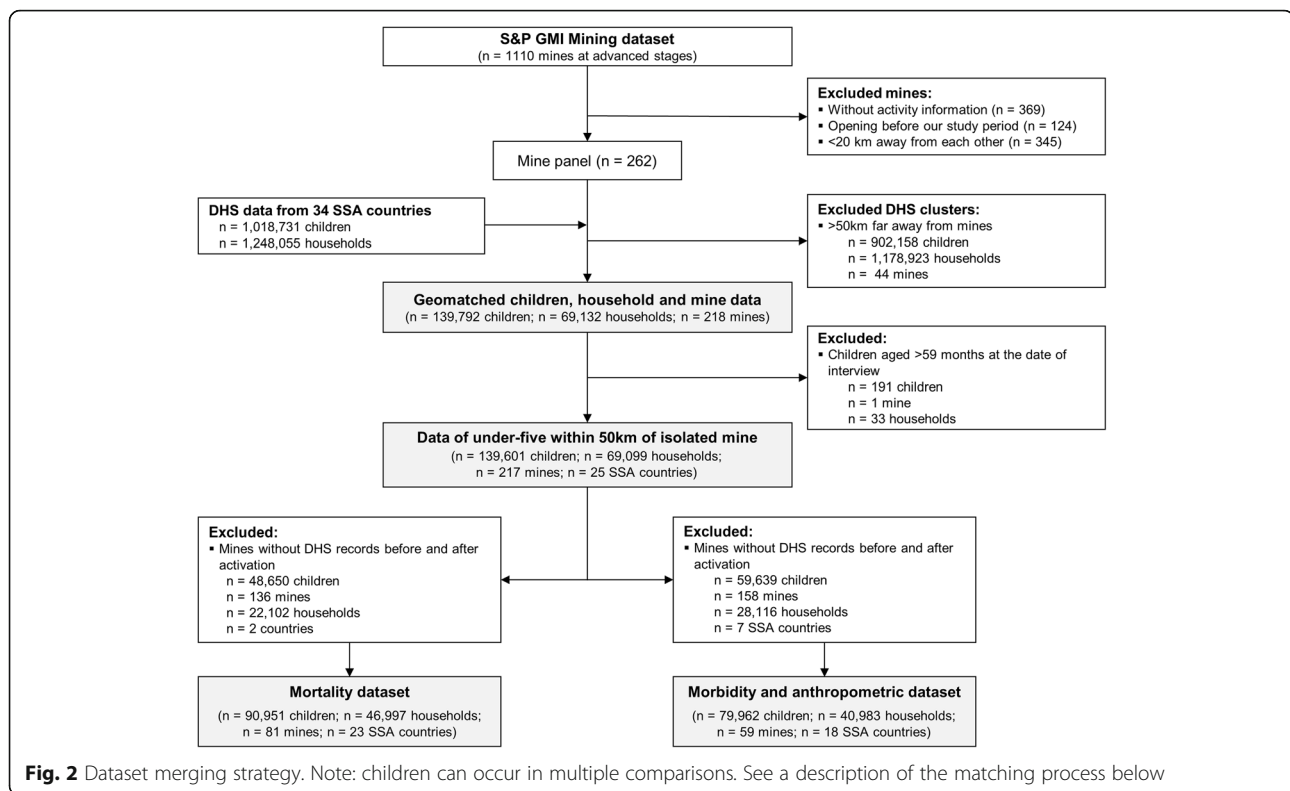 S&P GMI Mining dataset
(n = 1110 mines at advanced stages)
Excluded mines:
▪ Without activity information (n = 369)
▪ Opening before our study period (n = 124)
▪ <20 km away from each other (n = 345)
Mine panel (n = 262)
DHS data from 34 SSA countries
n = 1,018,731 children
n = 1,248,055 households
Excluded DHS clusters:
▪ >50km far away from mines
n = 902,158 children
n = 1,178,923 households
n = 44 mines
Geomatched children, household and mine data
(n = 139,792 children; n = 69,132 households; n = 218 mines)
Excluded:
▪ Children aged >59 months at the date of
interview
n = 191 children
n = 1 mine
n = 33 households
Data of under-five within 50km of isolated mine
(n = 139,601 children; n = 69,099 households;
n = 217 mines; n = 25 SSA countries)
Excluded:
▪ Mines without DHS records before and after
activation
n = 48,650 children
n = 136 mines
n = 22,102 households
n = 2 countries
Excluded:
▪ Mines without DHS records before and after
activation
n = 59,639 children
n = 158 mines
n = 28,116 households
n = 7 SSA countries
Mortality dataset
(n = 90,951 children; n = 46,997 households;
n = 81 mines; n = 23 SSA countries)
Morbidity and anthropometric dataset
(n = 79,962 children; n = 40,983 households;
n = 59 mines; n = 18 SSA countries)
Fig. 2 Dataset merging strategy. Note: children can occur in multiple comparisons. See a description of the matching process below